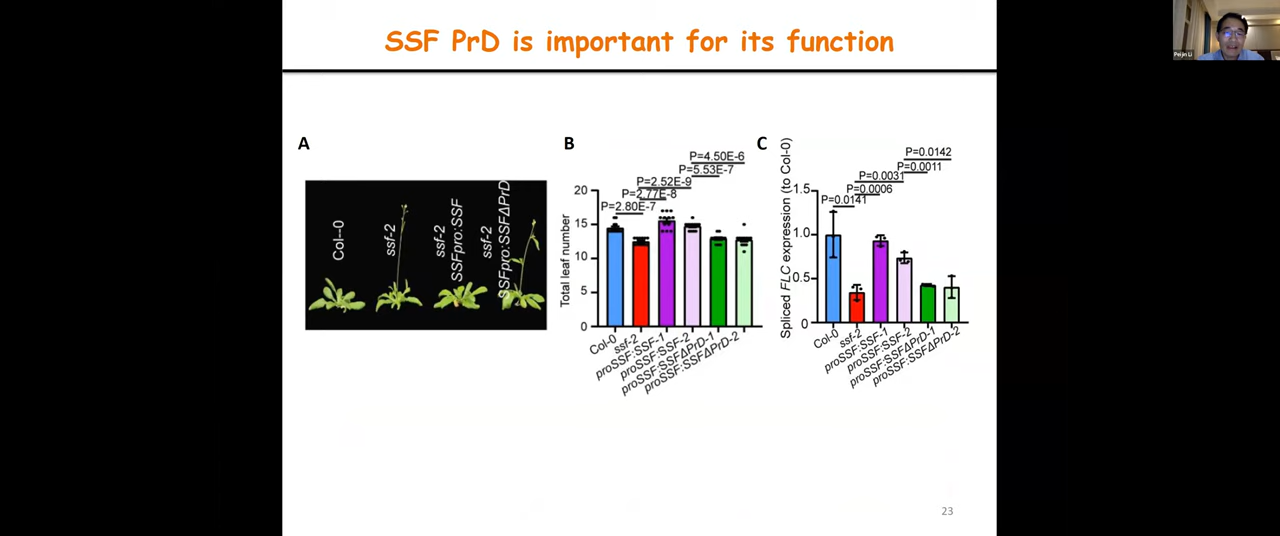 SSF PrD is important for its function
Peijin Li
A
Col--0
ssf-2
ssf-2
SSFpro:SSF
ssf-2
SSFpro:SSFΔPrD
B
P=4.50E-6
P=5.53E-7
P=2.52E-9
P=2.77E-8
P=2.80E-7
Total leaf number
20
15
10
5
0
Col-0
ssf-2
proSSF:SSF-1
proSSF:SSF-2
proSSF:SSFΔPrD-1
proSSF:SSFΔPrD-2
C
P=0.0142
P=0.0011
P=0.0031
P=0.0006
P=0.0141
Spliced FLC expression (to Col-0)
1.5
1.0
0.5
0
Col-0
ssf-2
proSSF:SSF-1
proSSF:SSF-2
proSSF:SSFΔPrD-1
proSSF:SSFΔPrD-2
23